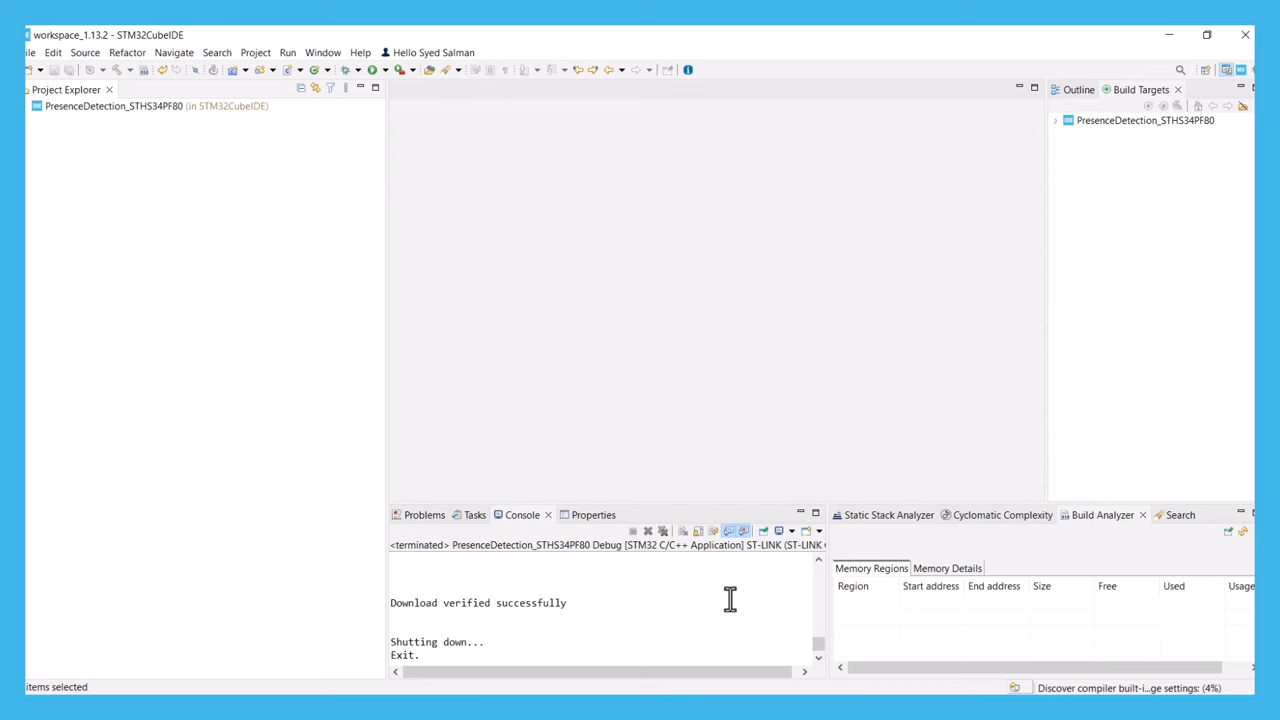 workspace_1.13.2 - STM32CubeIDE
ile Edit Source Refactor Navigate Search Project Run Window Help Hello Syed Salman
Project Explorer
PresenceDetection_STHS34PF80 (in STM32CubeIDE)
Outline Build Targets
PresenceDetection_STHS34PF80
Problems Tasks Console Properties
<terminated> PresenceDetection_STHS34PF80 Debug [STM32 C/C++ Application] ST-LINK (ST-LINK
Download verified successfully
Shutting down...
Exit.
Static Stack Analyzer Cyclomatic Complexity Build Analyzer Search
Memory Regions Memory Details
Region Start address End address Size Free Used Usage
items selected
Discover compiler built-i...ge settings: (4%)